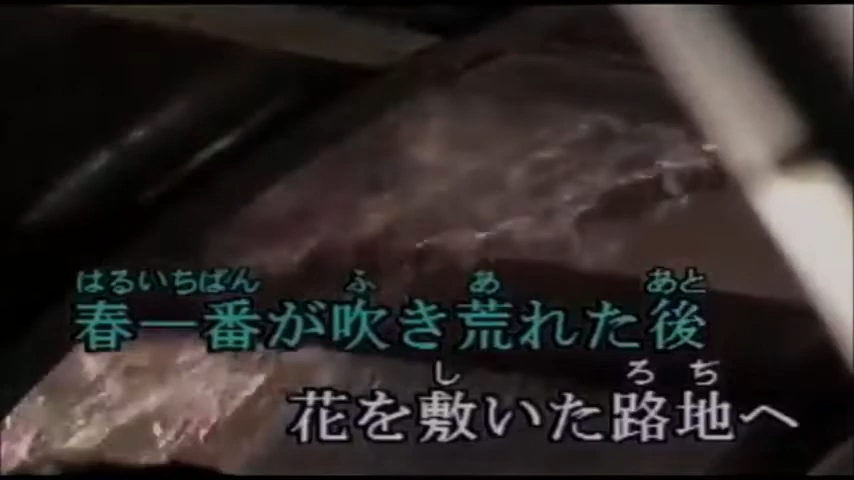 はるいちばん ふ あ あと
春一番が吹き荒れた後
し ろ ち
花を敷いた路地へ